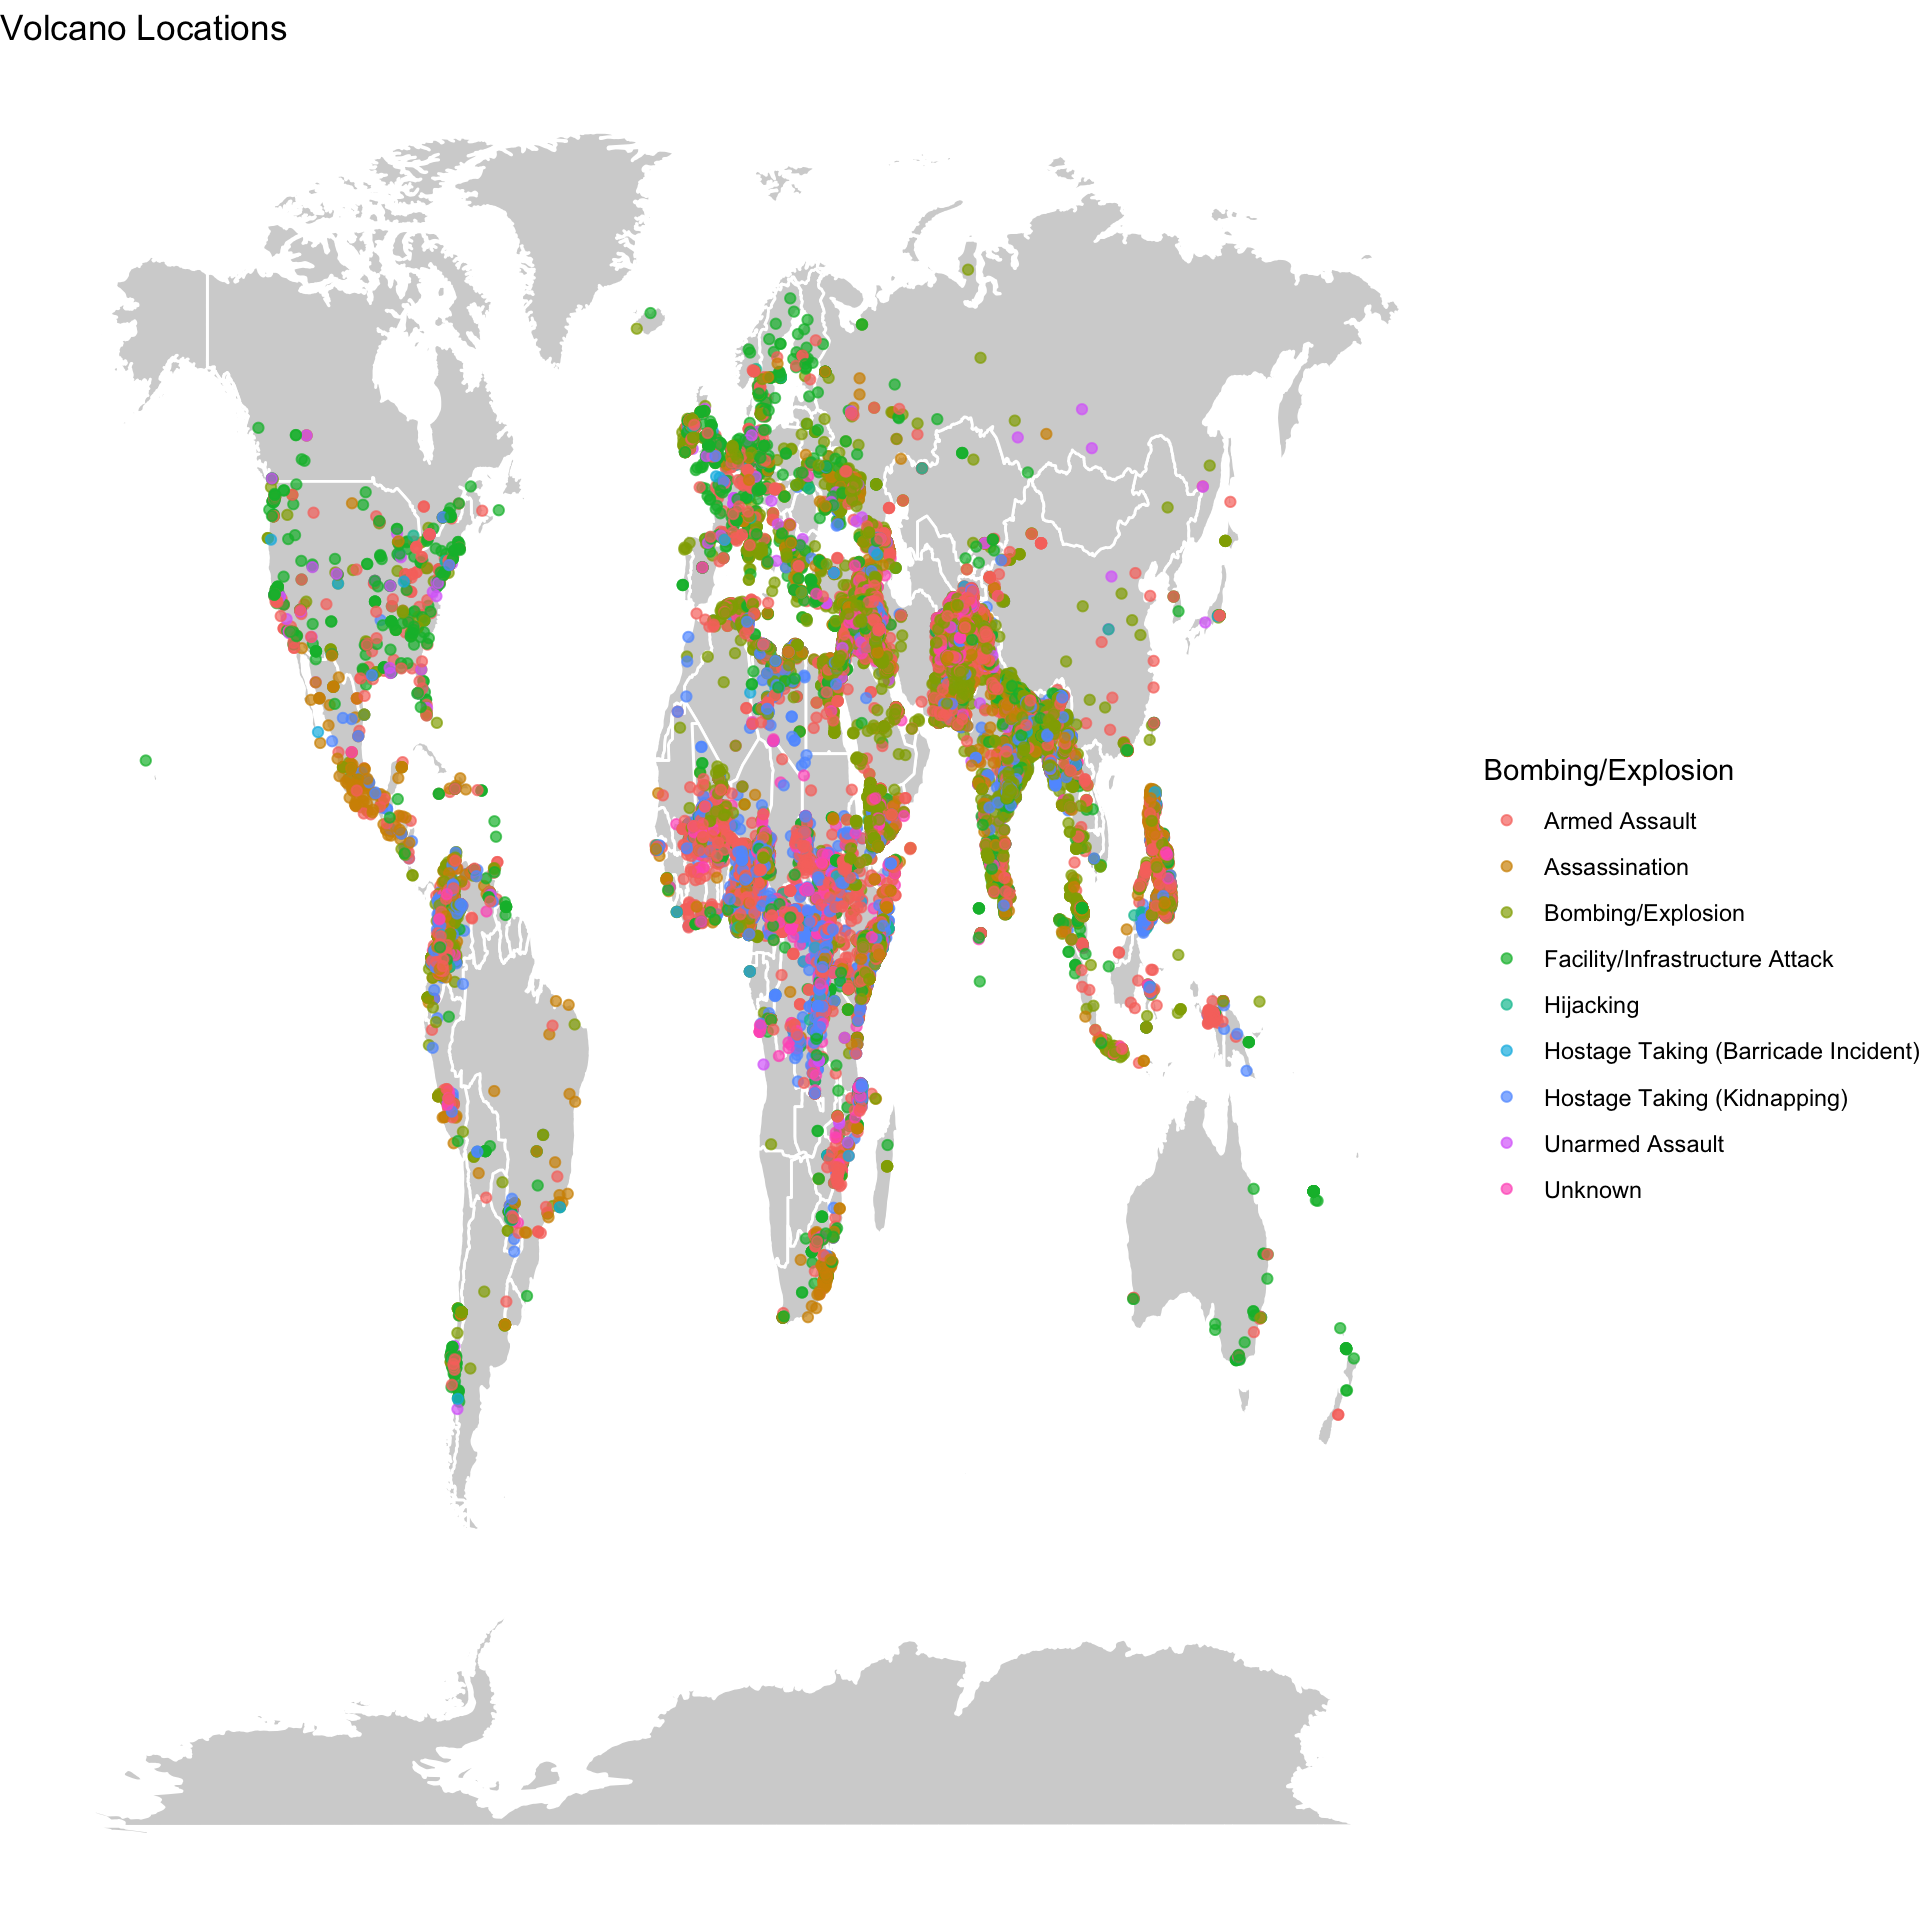 Volcano Locations
Bombing/Explosion
Armed Assault
Assassination
Bombing/Explosion
Facility/Infrastructure Attack
Hijacking
Hostage Taking (Barricade Incident)
Hostage Taking (Kidnapping)
Unarmed Assault
Unknown